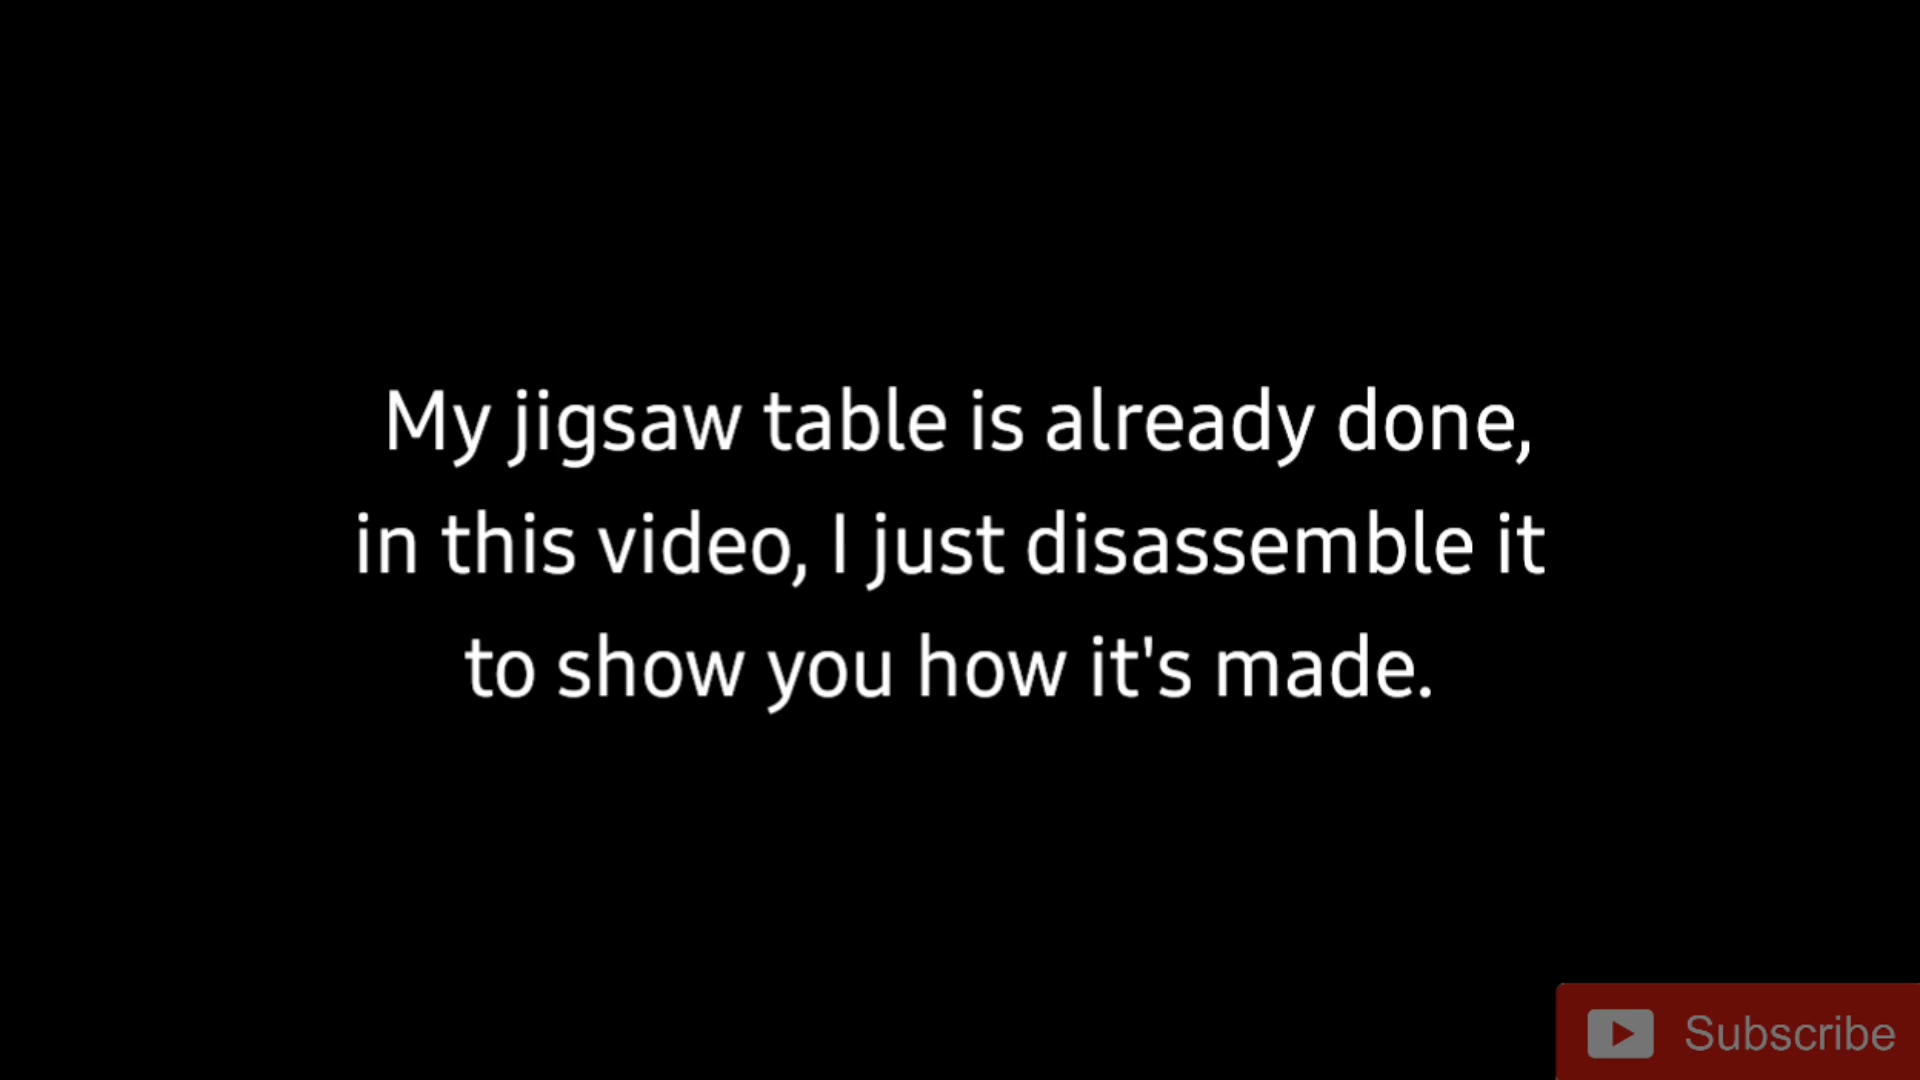 My jigsaw table is already done,
in this video, I just disassemble it
to show you how it's made.
Subscribe